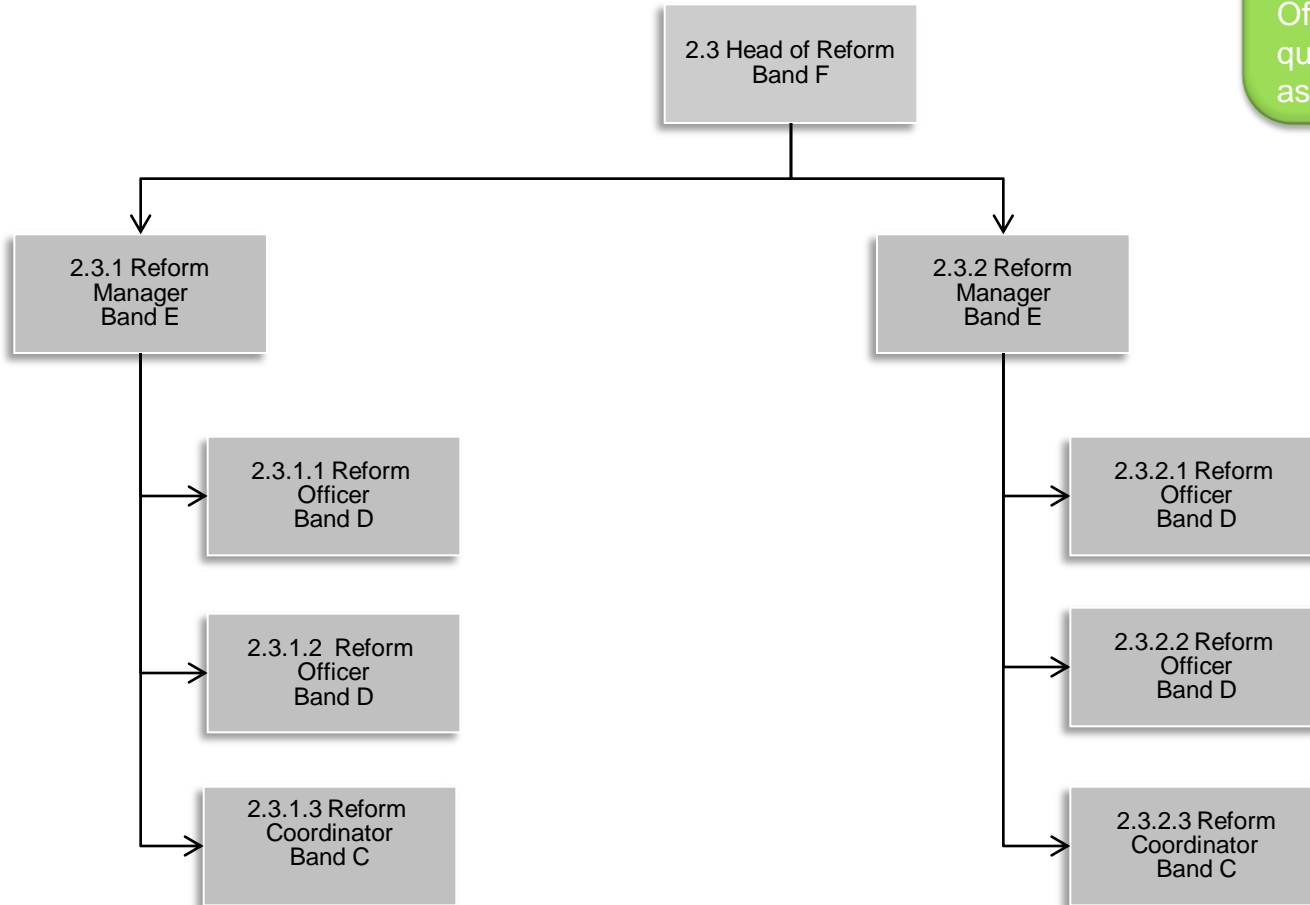 Of
qu
as
2.3 Head of Reform
Band F
2.3.1 Reform
Manager
Band E
2.3.2 Reform
Manager
Band E
2.3.1.1 Reform
Officer
Band D
2.3.2.1 Reform
Officer
Band D
2.3.1.2 Reform
Officer
Band D
2.3.2.2 Reform
Officer
Band D
2.3.1.3 Reform
Coordinator
Band C
2.3.2.3 Reform
Coordinator
Band C